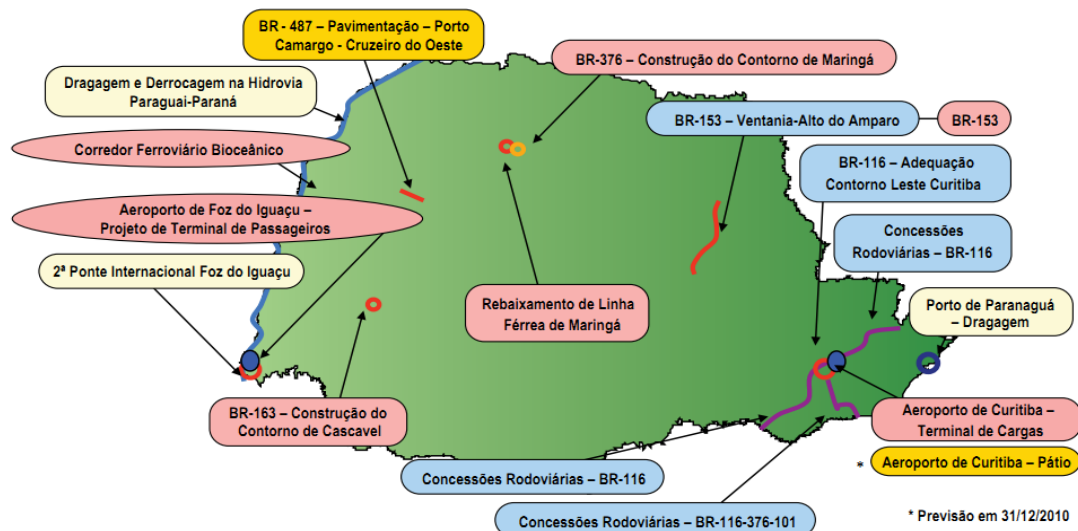 BR - 487 – Pavimentação – Porto
Camargo - Cruzeiro do Oeste
BR-376 – Construção do Contorno de Maringá
Dragagem e Derrocagem na Hidrovia
Paraguai-Paraná
BR-153 – Ventania-Alto do Amparo
BR-153
Corredor Ferroviário Bioceânico
BR-116 – Adequação
Contorno Leste Curitiba
Aeroporto de Foz do Iguaçu –
Projeto de Terminal de Passageiros
Concessões
Rodoviárias – BR-116
2ª Ponte Internacional Foz do Iguaçu
Rebaixamento de Linha
Férrea de Maringá
Porto de Paranaguá
– Dragagem
BR-163 – Construção do
Contorno de Cascavel
Aeroporto de Curitiba –
Terminal de Cargas
Concessões Rodoviárias – BR-116
* Aeroporto de Curitiba – Pátio
Concessões Rodoviárias – BR-116-376-101
* Previsão em 31/12/2010